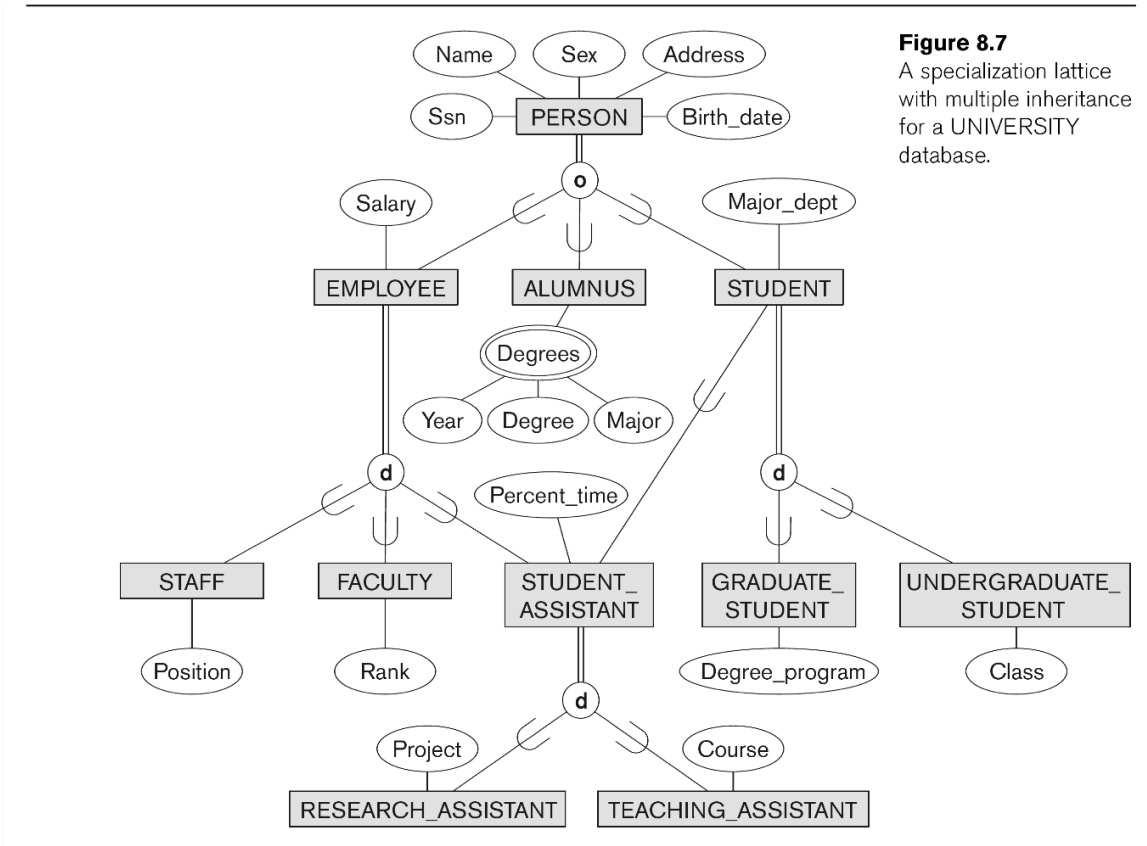 Figure 8.7
A specialization lattice
with multiple inheritance
for a UNIVERSITY
database.
Name
Sex
Address
Ssn
PERSON
Birth_date
o
Salary
Major_dept
EMPLOYEE
ALUMNUS
STUDENT
Degrees
Year
Degree
Major
d
d
Percent_time
STAFF
FACULTY
STUDENT_
ASSISTANT
GRADUATE_
STUDENT
UNDERGRADUATE_
STUDENT
Position
Rank
Degree_program
Class
d
Project
Course
RESEARCH_ASSISTANT
TEACHING_ASSISTANT